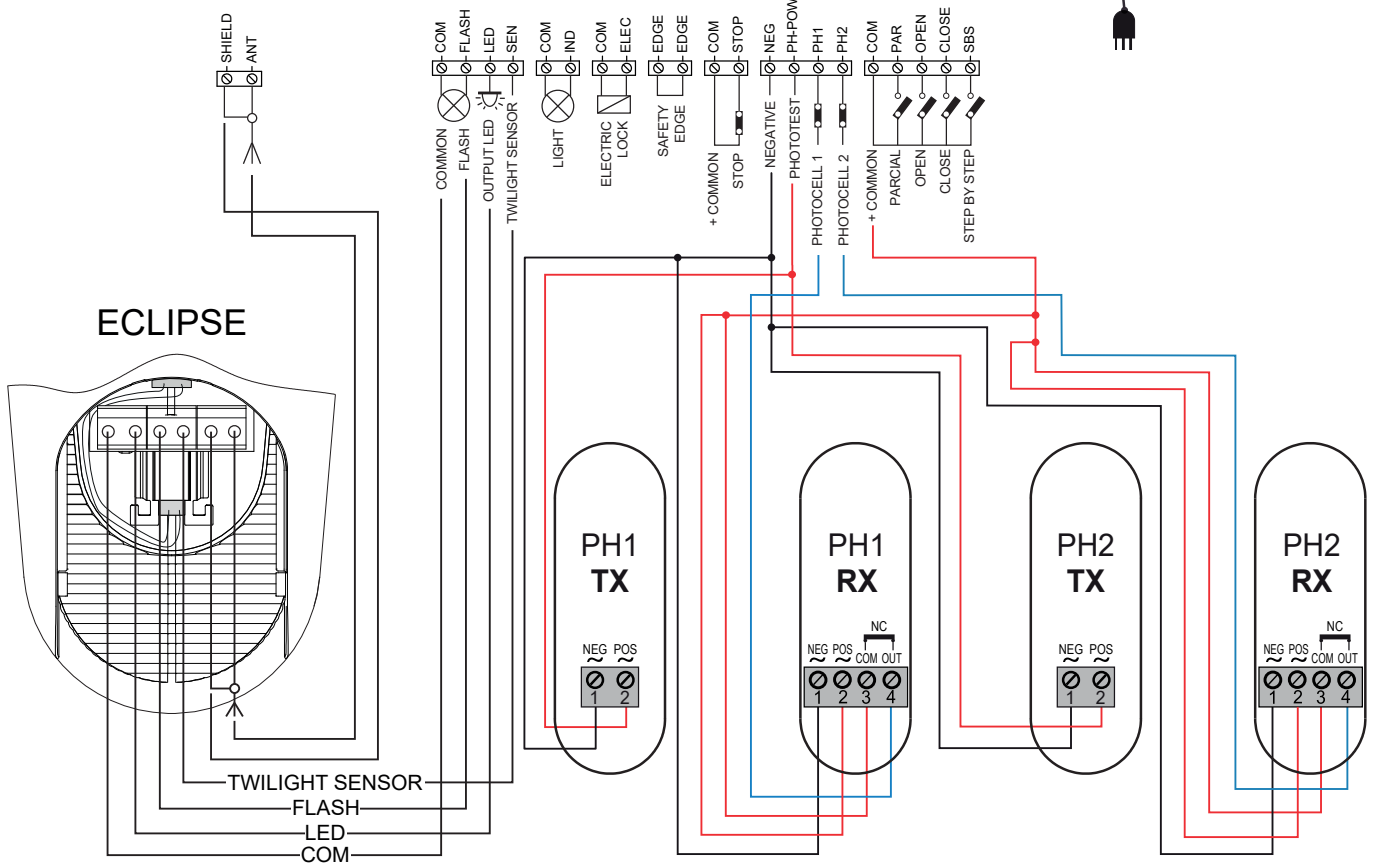 SHIELD
ANT
COM
FLASH
LED
SEN
COM
IND
COM
ELEC
EDGE
EDGE
COM
STOP
NEG
PH-POW
PH1
PH2
COM
PAR
OPEN
CLOSE
SBS
COMMON
FLASH
OUTPUT LED
TWILIGHT SENSOR
LIGHT
ELECTRIC
LOCK
SAFETY
EDGE
+ COMMON
STOP
NEGATIVE
PHOTOTEST
PHOTOCELL 1
PHOTOCELL 2
+ COMMON
PARCIAL
OPEN
CLOSE
STEP BY STEP
ECLIPSE
PH1
TX
NEG POS
~ ~
1 2
PH1
RX
NC
NEG POS COM OUT
~ ~
1 2 3 4
PH2
TX
NEG POS
~ ~
1 2
PH2
RX
NC
NEG POS COM OUT
~ ~
1 2 3 4
TWILIGHT SENSOR
FLASH
LED
COM